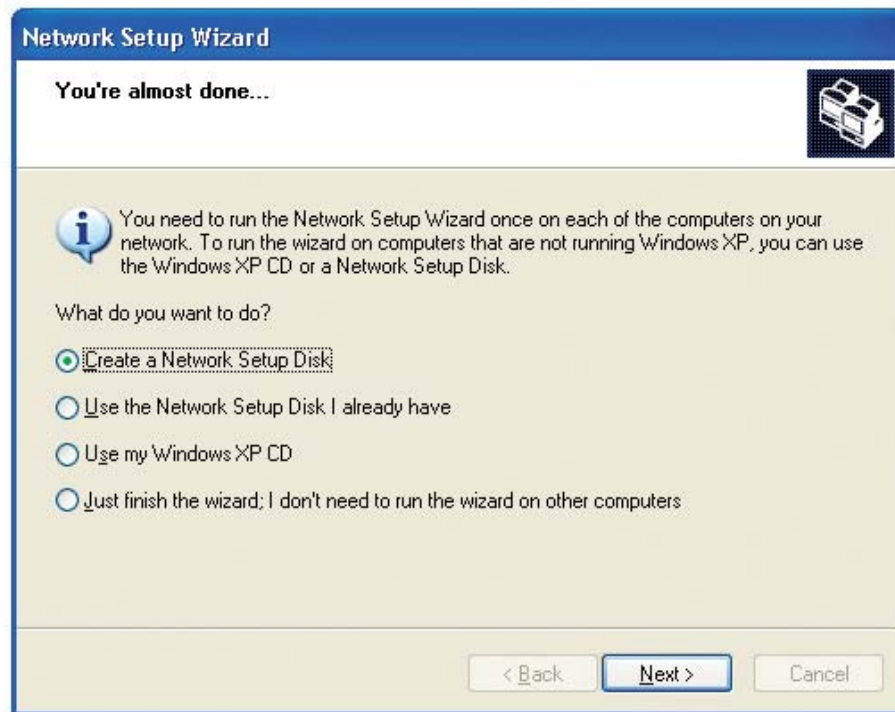 Network Setup Wizard
You're almost done...
You need to run the Network Setup Wizard once on each of the computers on your
network. To run the wizard on computers that are not running Windows XP, you can use
the Windows XP CD or a Network Setup Disk.
What do you want to do?
Create a Network Setup Disk
Use the Network Setup Disk I already have
Use my Windows XP CD
Just finish the wizard; I don't need to run the wizard on other computers
< Back
Next >
Cancel